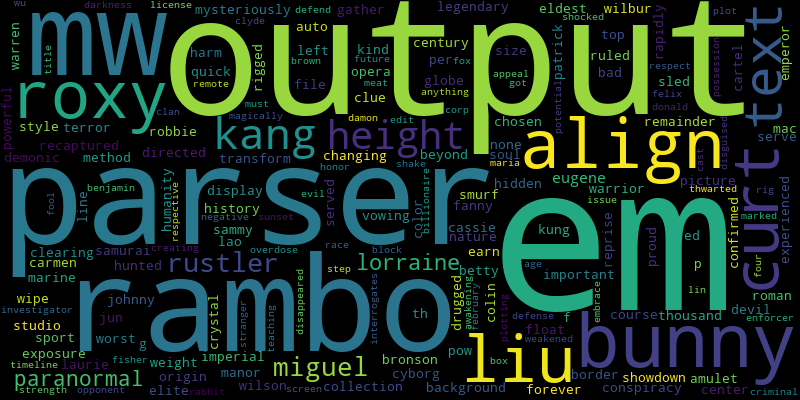 wu
darkness
license
mysteriously
gather
legendary
eldest
wilbur
shocked
plot
clyde
defend
auto
mw
output
text
warren
title
left
kind
century
size
patrick
top
ruled
bad
rapidly
possession
cartel
emperor
harm
quick
rigged
brown
future
opera
per
fox
globe
appeal
got
sled
respect
felix
donald
roxy
remote
file
meat
anything
clue
powerful
style
terror
clan
must
magically
damon
edit
corp
chosen
potential
remainder
mac
serve
robbie
kang
height
align
recaptured
demonic
method
directed
transform
changing
beyond
none
soul
maria
hidden
eugene
picture
cast
disguised
thwarted
curt
experienced
honor
shake
parser
em
benjamin
display
humanity
respective
evil
smurf
fanny
warrior
issue
rig
fool
line
history
negative
sunset
served
vowing
color
billionaire
cassie
nature
kung
reprise
proud
ed
confirmed
marked
sammy
lao
clearing
samurai
creating
overdose
race
block
earn
p
four
carmen
hunted
rustler
lorraine
betty
age
important
lin
roman
marine
step
drugged
february
awakening
colin
embrace
devil
wipe
johnny
crystal
stranger
teaching
disappeared
interrogates
rambo
th
plotting
defense
f
course
thousand
enforcer
investigator
studio
jun
worst
g
float
bunny
sport
exposure
timeline
laurie
fisher
weight
imperial
miguel
bronson
pow
box
weakened
liu
paranormal
origin
manor
cyborg
border
showdown
amulet
strength
opponent
elite
rabbit
wilson
screen
collection
background
forever
conspiracy
center
criminal